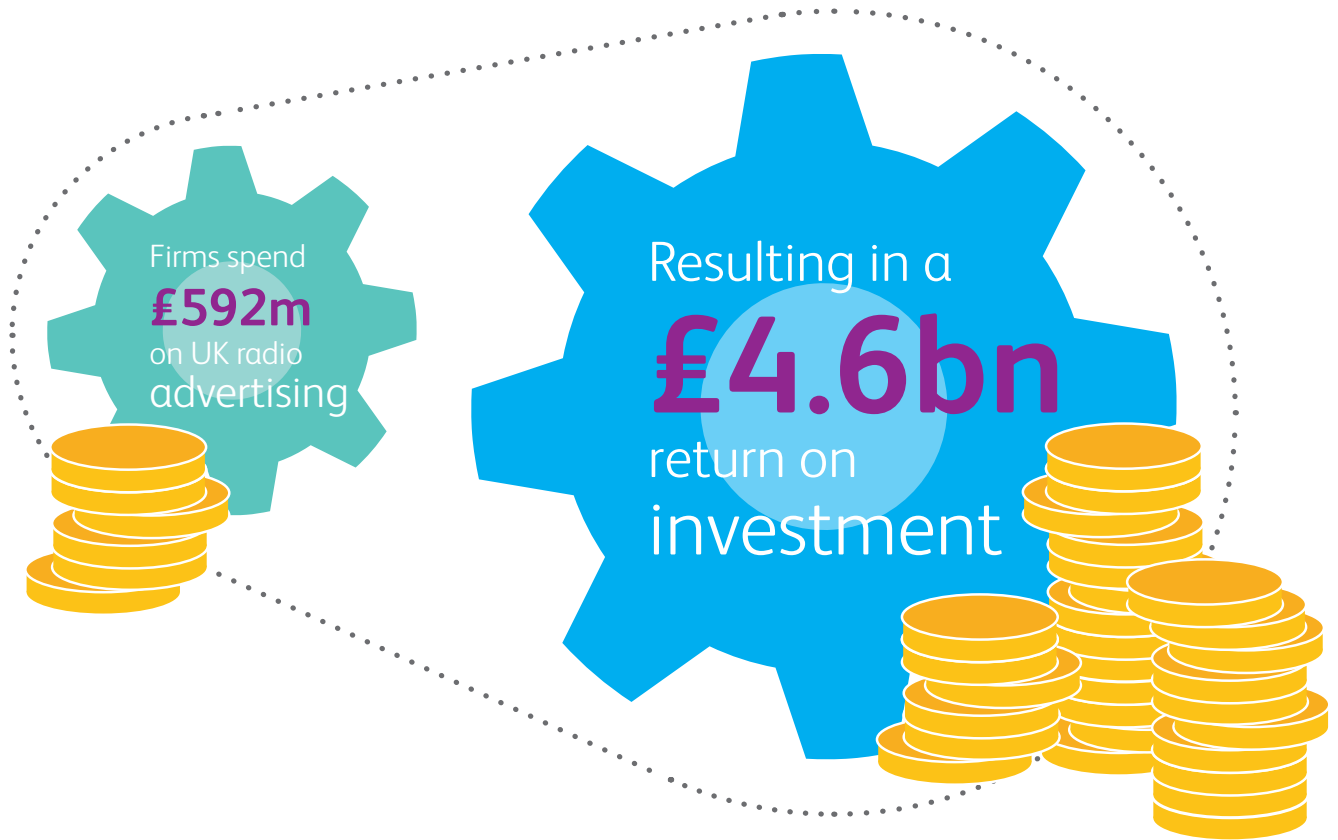 Firms spend
£592m
on UK radio
advertising
Resulting in a
£4.6bn
return on
investment